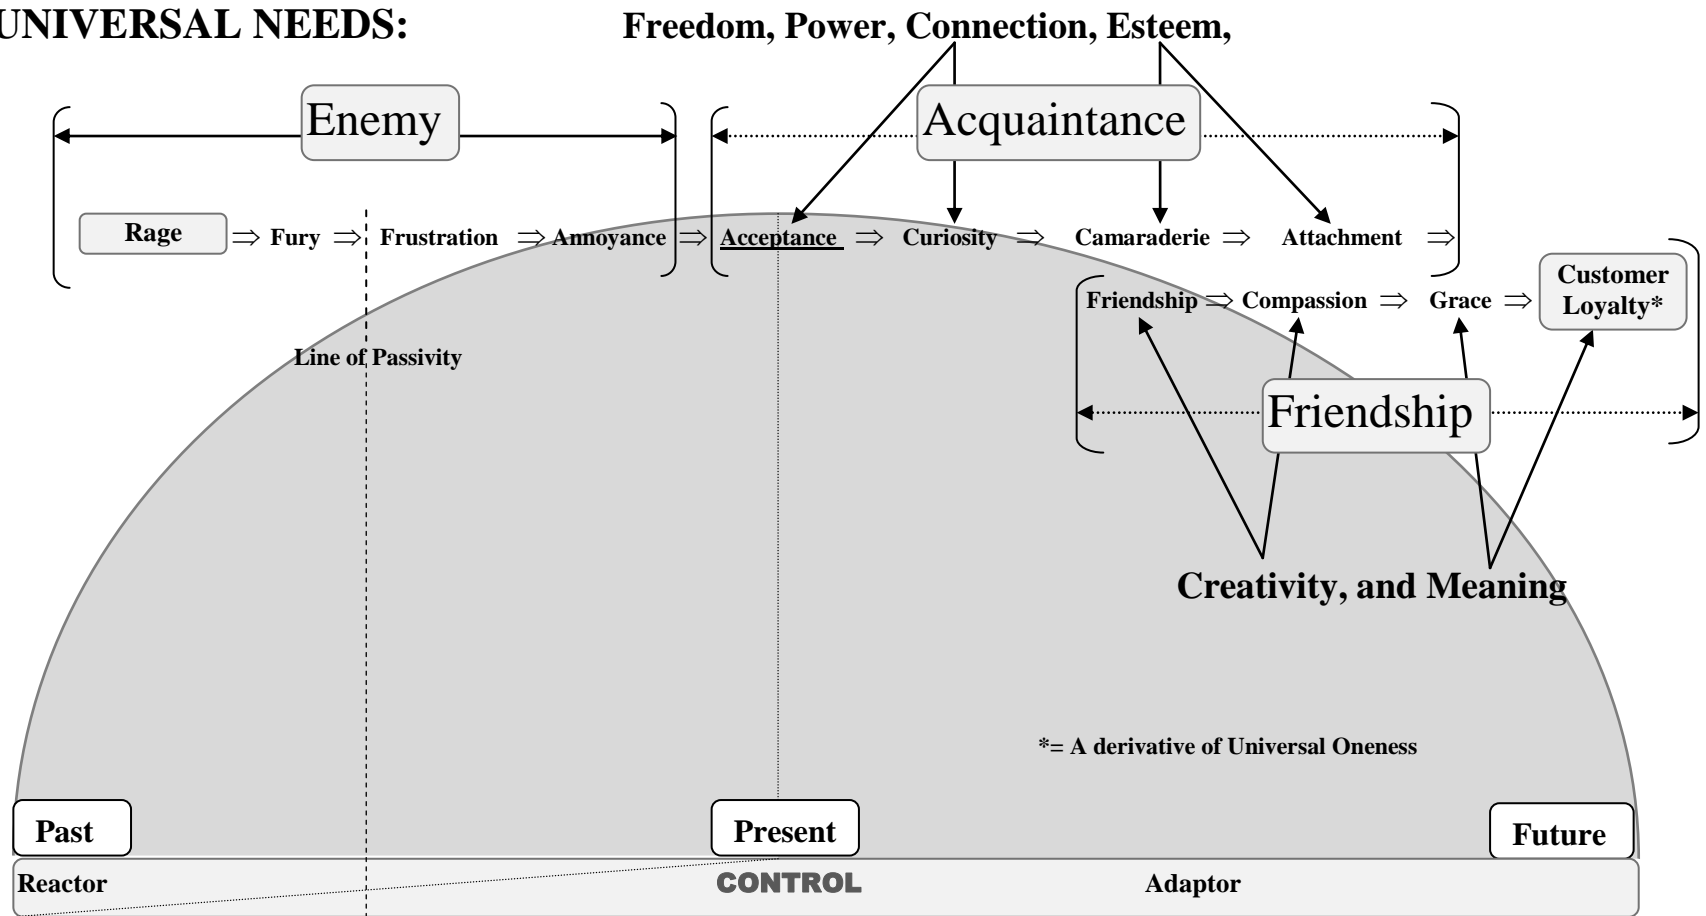 UNIVERSAL NEEDS: Freedom, Power, Connection, Esteem,
Enemy Acquaintance
Rage ⇒ Fury ⇒ Frustration ⇒ Annoyance ⇒ Acceptance ⇒ Curiosity ⇒ Camaraderie ⇒ Attachment ⇒
Friendship ⇒ Compassion ⇒ Grace ⇒ Customer
Loyalty*
Line of Passivity
Friendship
Creativity, and Meaning
*= A derivative of Universal Oneness
Past Present Future
Reactor CONTROL Adaptor